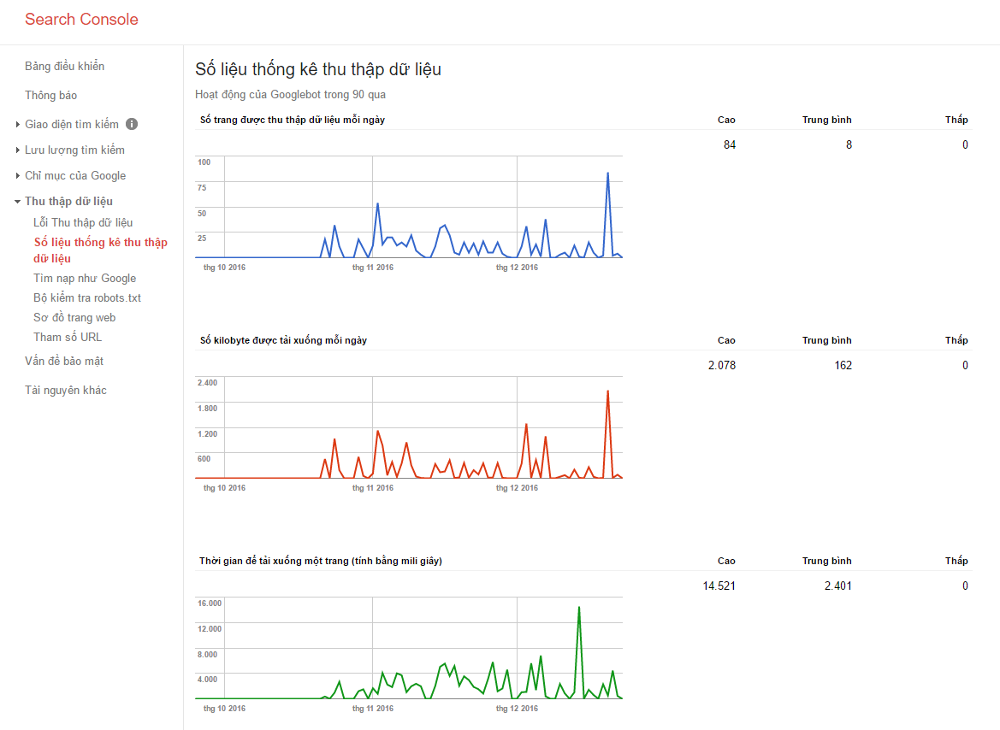 Search Console
Bảng điều khiển
Thông báo
Giao diện tìm kiếm
Lưu lượng tìm kiếm
Chỉ mục của Google
Thu thập dữ liệu
Lỗi Thu thập dữ liệu
Số liệu thống kê thu thập
dữ liệu
Tìm nạp như Google
Bộ kiểm tra robots.txt
Sơ đồ trang web
Tham số URL
Vấn đề bảo mật
Tài nguyên khác
Số liệu thống kê thu thập dữ liệu
Hoạt động của Googlebot trong 90 qua
Số trang được thu thập dữ liệu mỗi ngày Cao Trung bình Thấp
84 8 0
100
75
50
25
thg 10 2016 thg 11 2016 thg 12 2016
Số kilobyte được tải xuống mỗi ngày Cao Trung bình Thấp
2.078 162 0
2.400
1.800
1.200
600
thg 10 2016 thg 11 2016 thg 12 2016
Thời gian để tải xuống một trang (tính bằng mili giây) Cao Trung bình Thấp
14.521 2.401 0
16.000
12.000
8.000
4.000
thg 10 2016 thg 11 2016 thg 12 2016